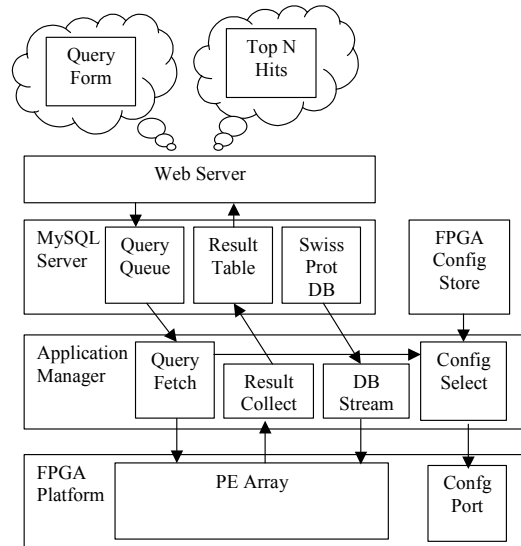 Query
Form
Top N
Hits
Web Server
MySQL
Server
Query
Queue
Result
Table
Swiss
Prot
DB
FPGA
Config
Store
Application
Manager
Query
Fetch
Result
Collect
DB
Stream
Config
Select
FPGA
Platform
PE Array
Confg
Port